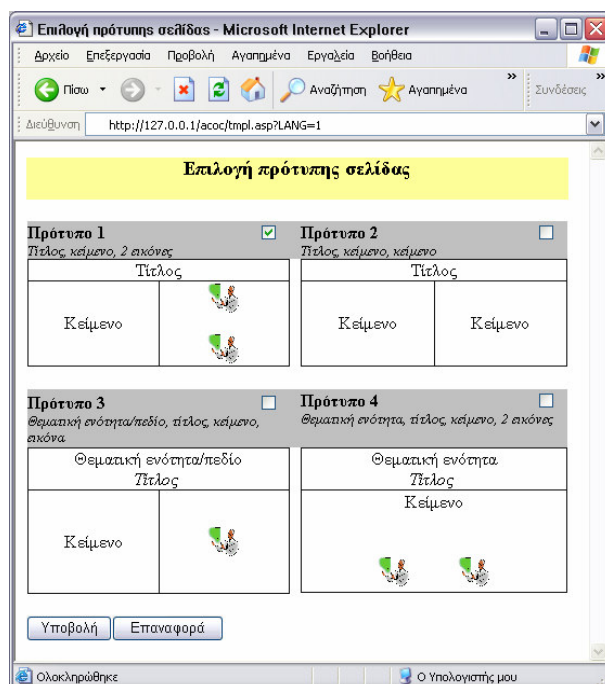 Επιλογή πρότυπης σελίδας - Microsoft Internet Explorer
Αρχείο Επεξεργασία Προβολή Αγαπημένα Εργαλεία Βοήθεια
Πίσω Αναζήτηση Αγαπημένα » Συνδέσεις »
Διεύθυνση http://127.0.0.1/acoc/tmpl.asp?LANG=1
Επιλογή πρότυπης σελίδας
Πρότυπο 1
Τίτλος, κείμενο, 2 εικόνες
Τίτλος
Κείμενο
Πρότυπο 2
Τίτλος, κείμενο, κείμενο
Τίτλος
Κείμενο Κείμενο
Πρότυπο 3
Θεματική ενότητα/πεδίο, τίτλος, κείμενο,
εικόνα
Θεματική ενότητα/πεδίο
Τίτλος
Κείμενο
Πρότυπο 4
Θεματική ενότητα, τίτλος, κείμενο, 2 εικόνες
Θεματική ενότητα
Τίτλος
Κείμενο
Υποβολή Επαναφορά
Ολοκληρώθηκε Ο Υπολογιστής μου